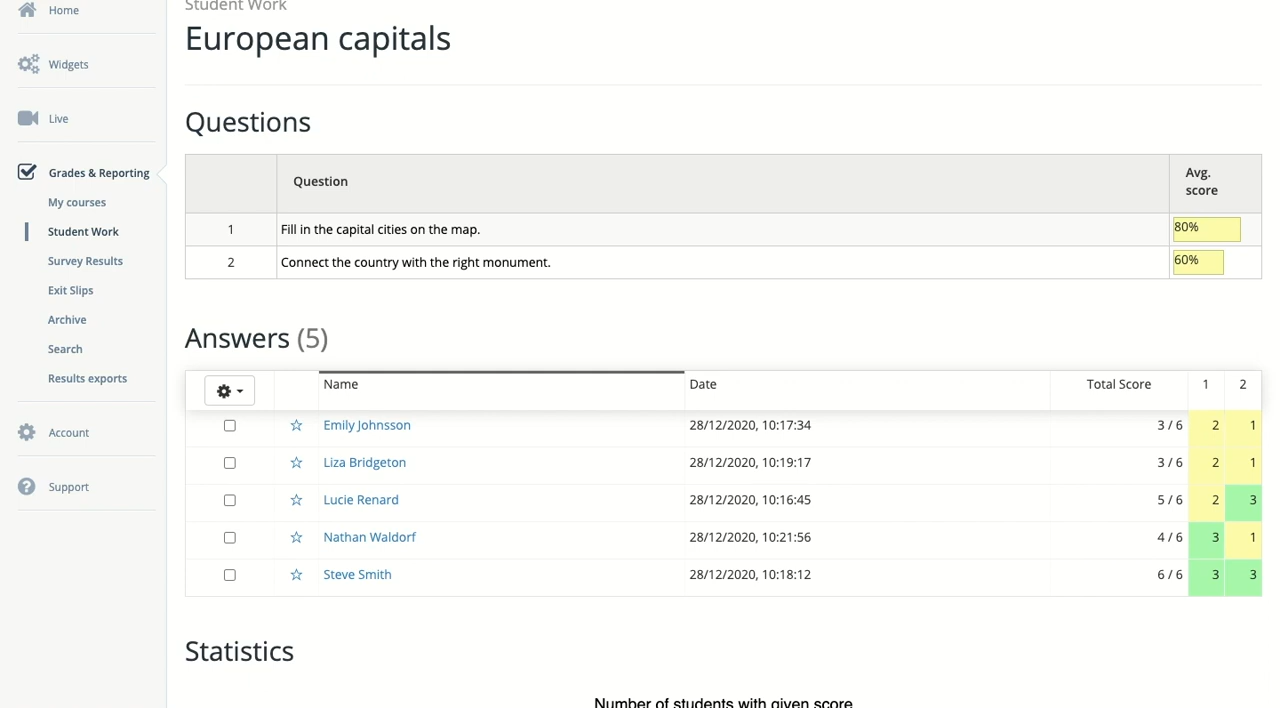 Home
Widgets
Live
Grades & Reporting
My courses
Student Work
Survey Results
Exit Slips
Archive
Search
Results exports
Account
Support
Student Work
European capitals
Questions
Question Avg. score
1 Fill in the capital cities on the map. 80%
2 Connect the country with the right monument. 60%
Answers (5)
Name Date Total Score 1 2
Emily Johnsson 28/12/2020, 10:17:34 3 / 6 2 1
Liza Bridgeton 28/12/2020, 10:19:17 3 / 6 2 1
Lucie Renard 28/12/2020, 10:16:45 5 / 6 2 3
Nathan Waldorf 28/12/2020, 10:21:56 4 / 6 3 1
Steve Smith 28/12/2020, 10:18:12 6 / 6 3 3
Statistics
Number of students with given score